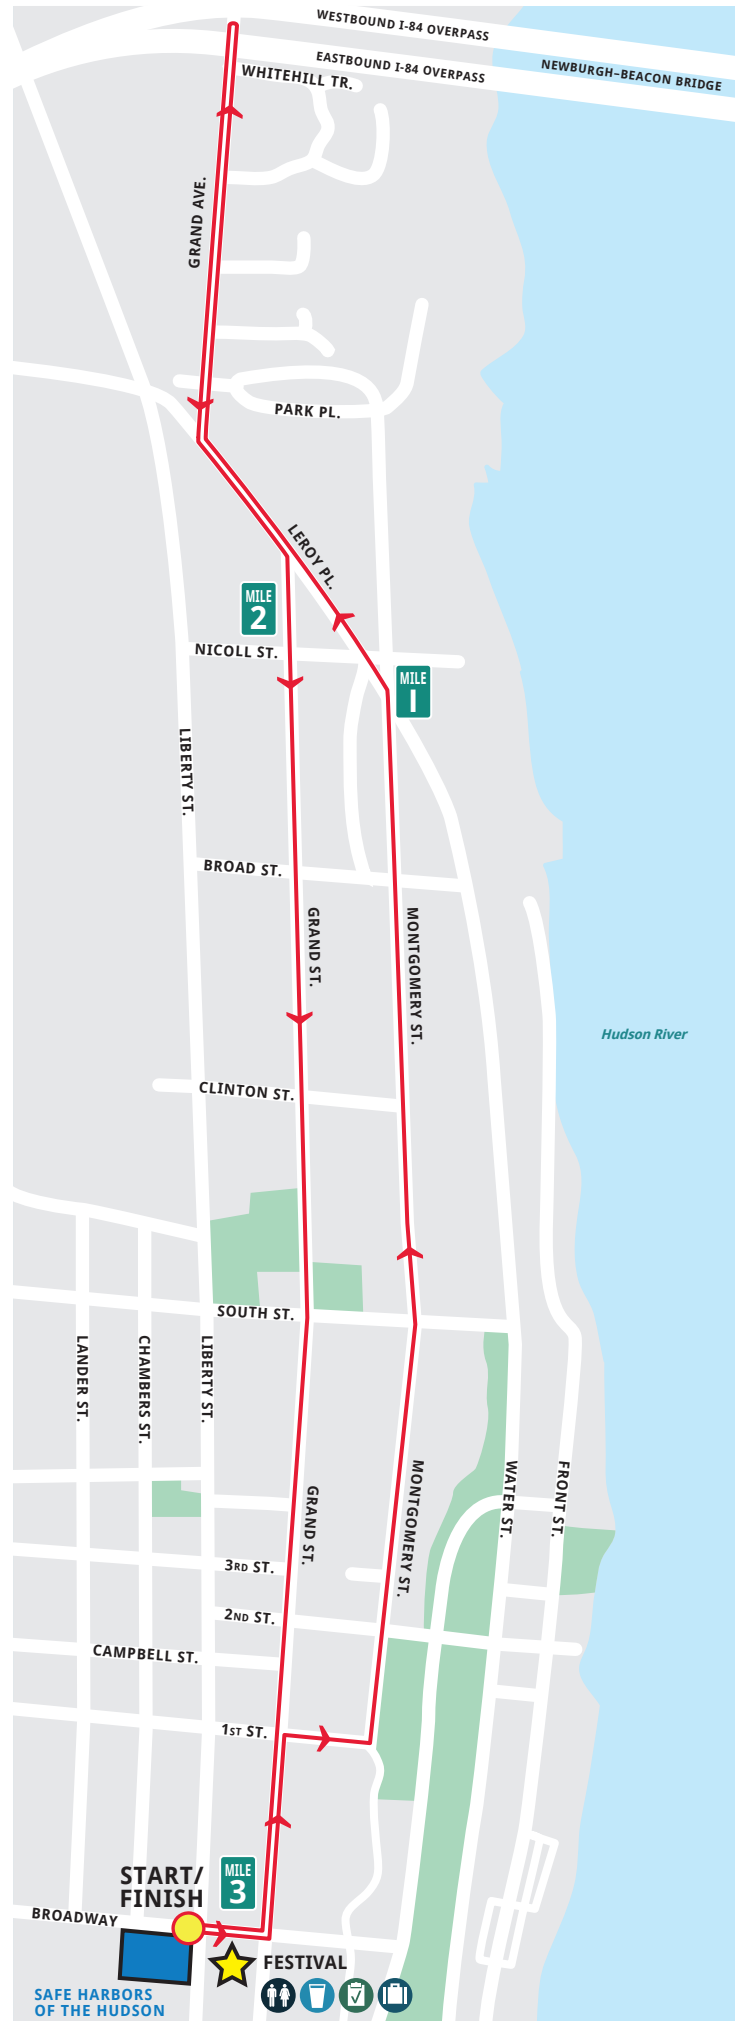 WESTBOUND I-84 OVERPASS
EASTBOUND I-84 OVERPASS
NEWBURGH–BEACON BRIDGE
WHITEHILL TR.
GRAND AVE.
PARK PL.
LEROY PL.
MILE
2
NICOLL ST.
MILE
1
LIBERTY ST.
BROAD ST.
GRAND ST.
MONTGOMERY ST.
Hudson River
CLINTON ST.
SOUTH ST.
LANDER ST.
CHAMBERS ST.
LIBERTY ST.
GRAND ST.
MONTGOMERY ST.
WATER ST.
FRONT ST.
3RD ST.
2ND ST.
CAMPBELL ST.
1ST ST.
START/
FINISH
MILE
3
BROADWAY
FESTIVAL
SAFE HARBORS
OF THE HUDSON